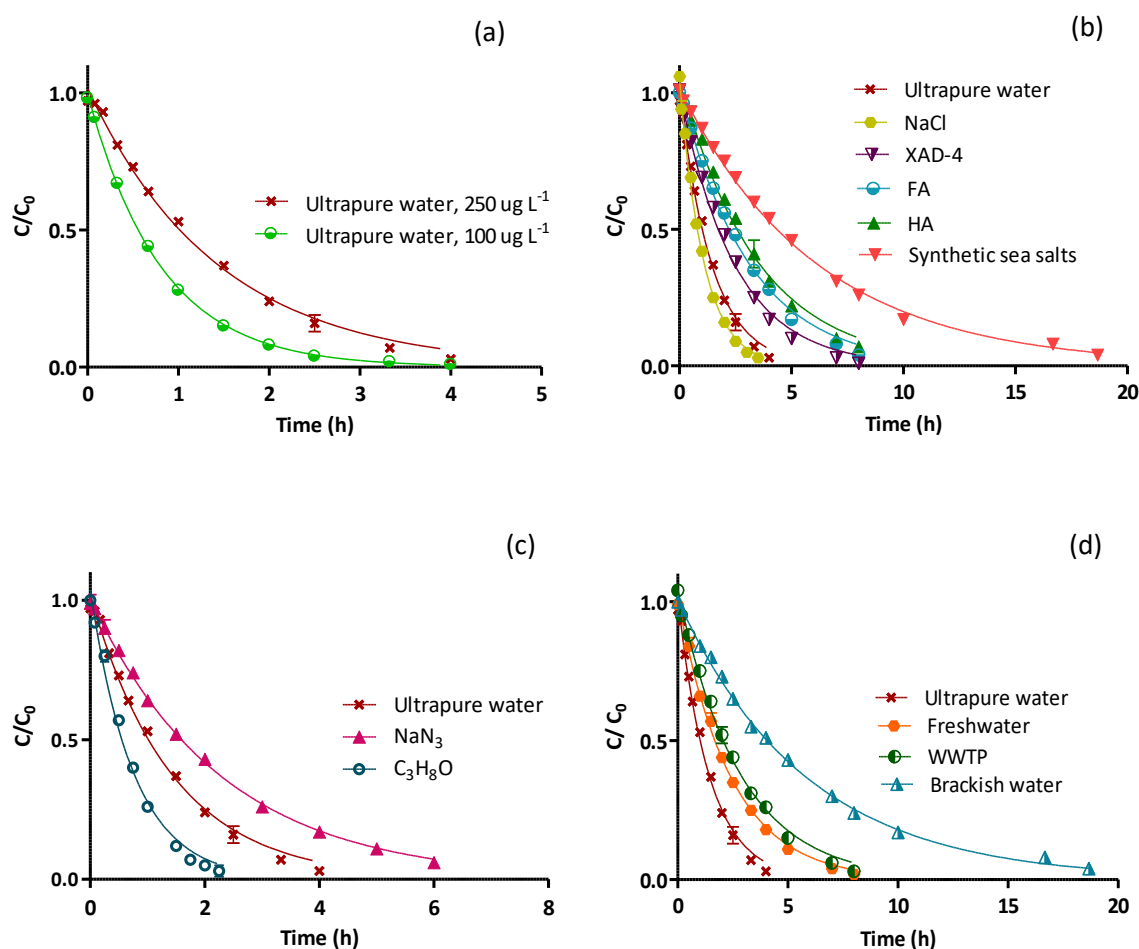 (a)
C/C0
1.0
0.5
0.0
Ultrapure water, 250 ug L-1
Ultrapure water, 100 ug L-1
0 1 2 3 4 5
Time (h)
(b)
C/C0
1.0
0.5
0.0
Ultrapure water
NaCl
XAD-4
FA
HA
Synthetic sea salts
0 5 10 15 20
Time (h)
(c)
C/C0
1.0
0.5
0.0
Ultrapure water
NaN3
C3H8O
0 2 4 6 8
Time (h)
(d)
C/ C0
1.0
0.5
0.0
Ultrapure water
Freshwater
WWTP
Brackish water
0 5 10 15 20
Time (h)